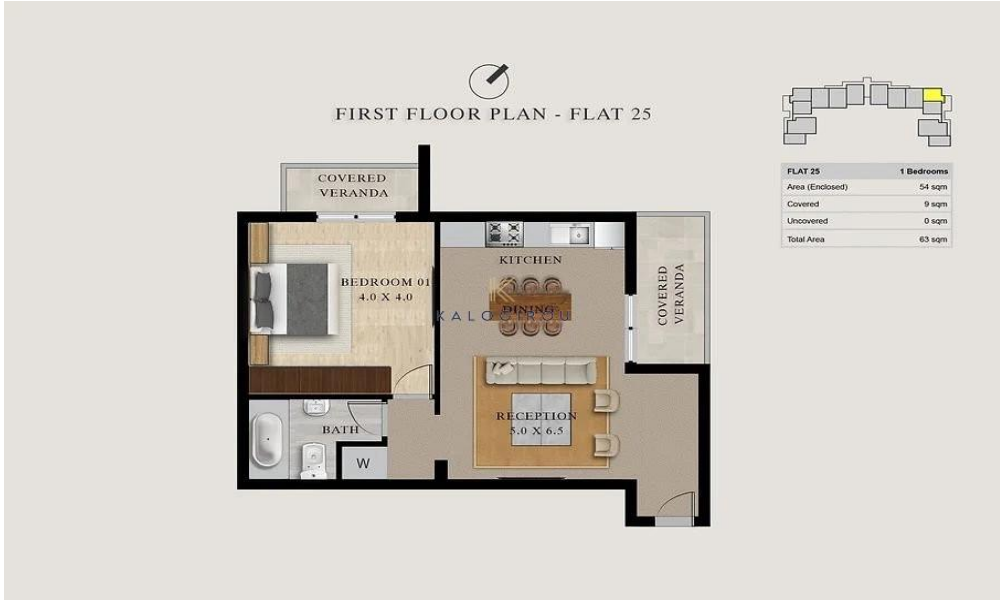 FIRST FLOOR PLAN - FLAT 25
FLAT 25 1 Bedrooms
Area (Enclosed) 54 sqm
Covered 9 sqm
Uncovered 0 sqm
Total Area 63 sqm
COVERED
VERANDA
BEDROOM 01
4.0 X 4.0
KITCHEN
DINING
KALOGIROU
COVERED
VERANDA
RECEPTION
5.0 X 6.5
BATH
W